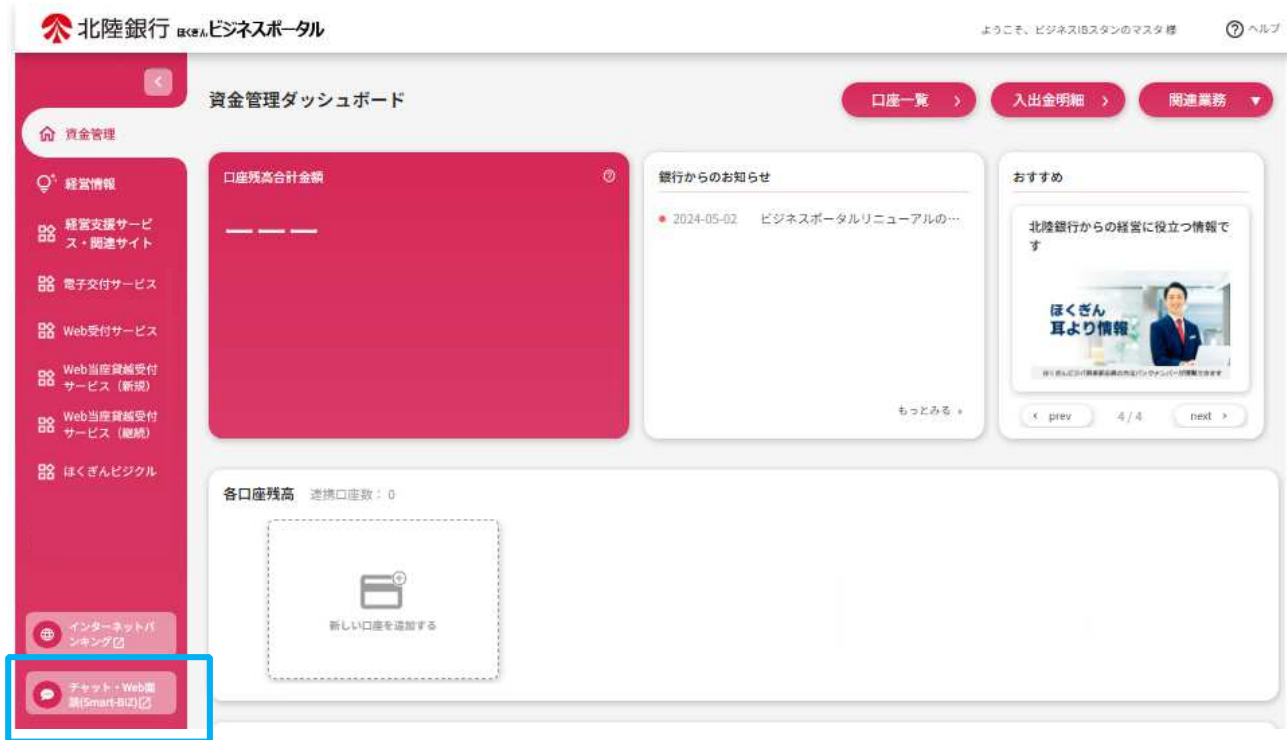 北陸銀行 ほくぎん ビジネスポータル
ようこそ、ビジネスIBスタンのマスタ 様
ヘルプ
資金管理ダッシュボード
口座一覧
入出金明細
関連業務
資金管理
経営情報
経営支援サービ
ス・関連サイト
電子交付サービス
Web受付サービス
Web当座貸越受付
サービス（新規）
Web当座貸越受付
サービス（継続）
ほくぎんビジクル
インターネットバ
ンキング
チャット・Web面
談(Smart-BIZ)
口座残高合計金額
ーーー
銀行からのお知らせ
2024-05-02 ビジネスポータルリニューアルの…
もっとみる
おすすめ
北陸銀行からの経営に役立つ情報で
す
ほくぎん
耳より情報
prev 4 / 4 next
各口座残高 連携口座数： 0
新しい口座を追加する